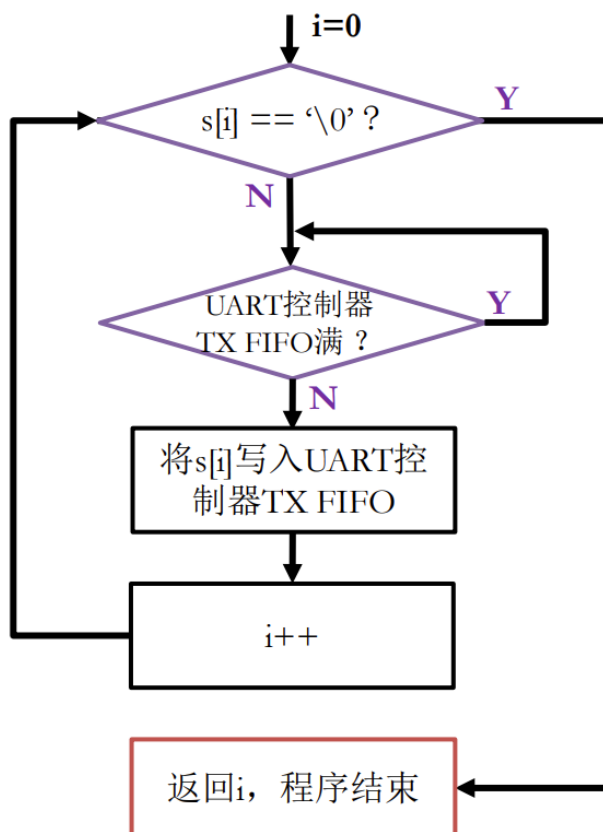 i=0
s[i] == ‘\0’ ?
Y
N
UART控制器
TX FIFO满 ?
Y
N
将s[i]写入UART控
制器TX FIFO
i++
返回i，程序结束